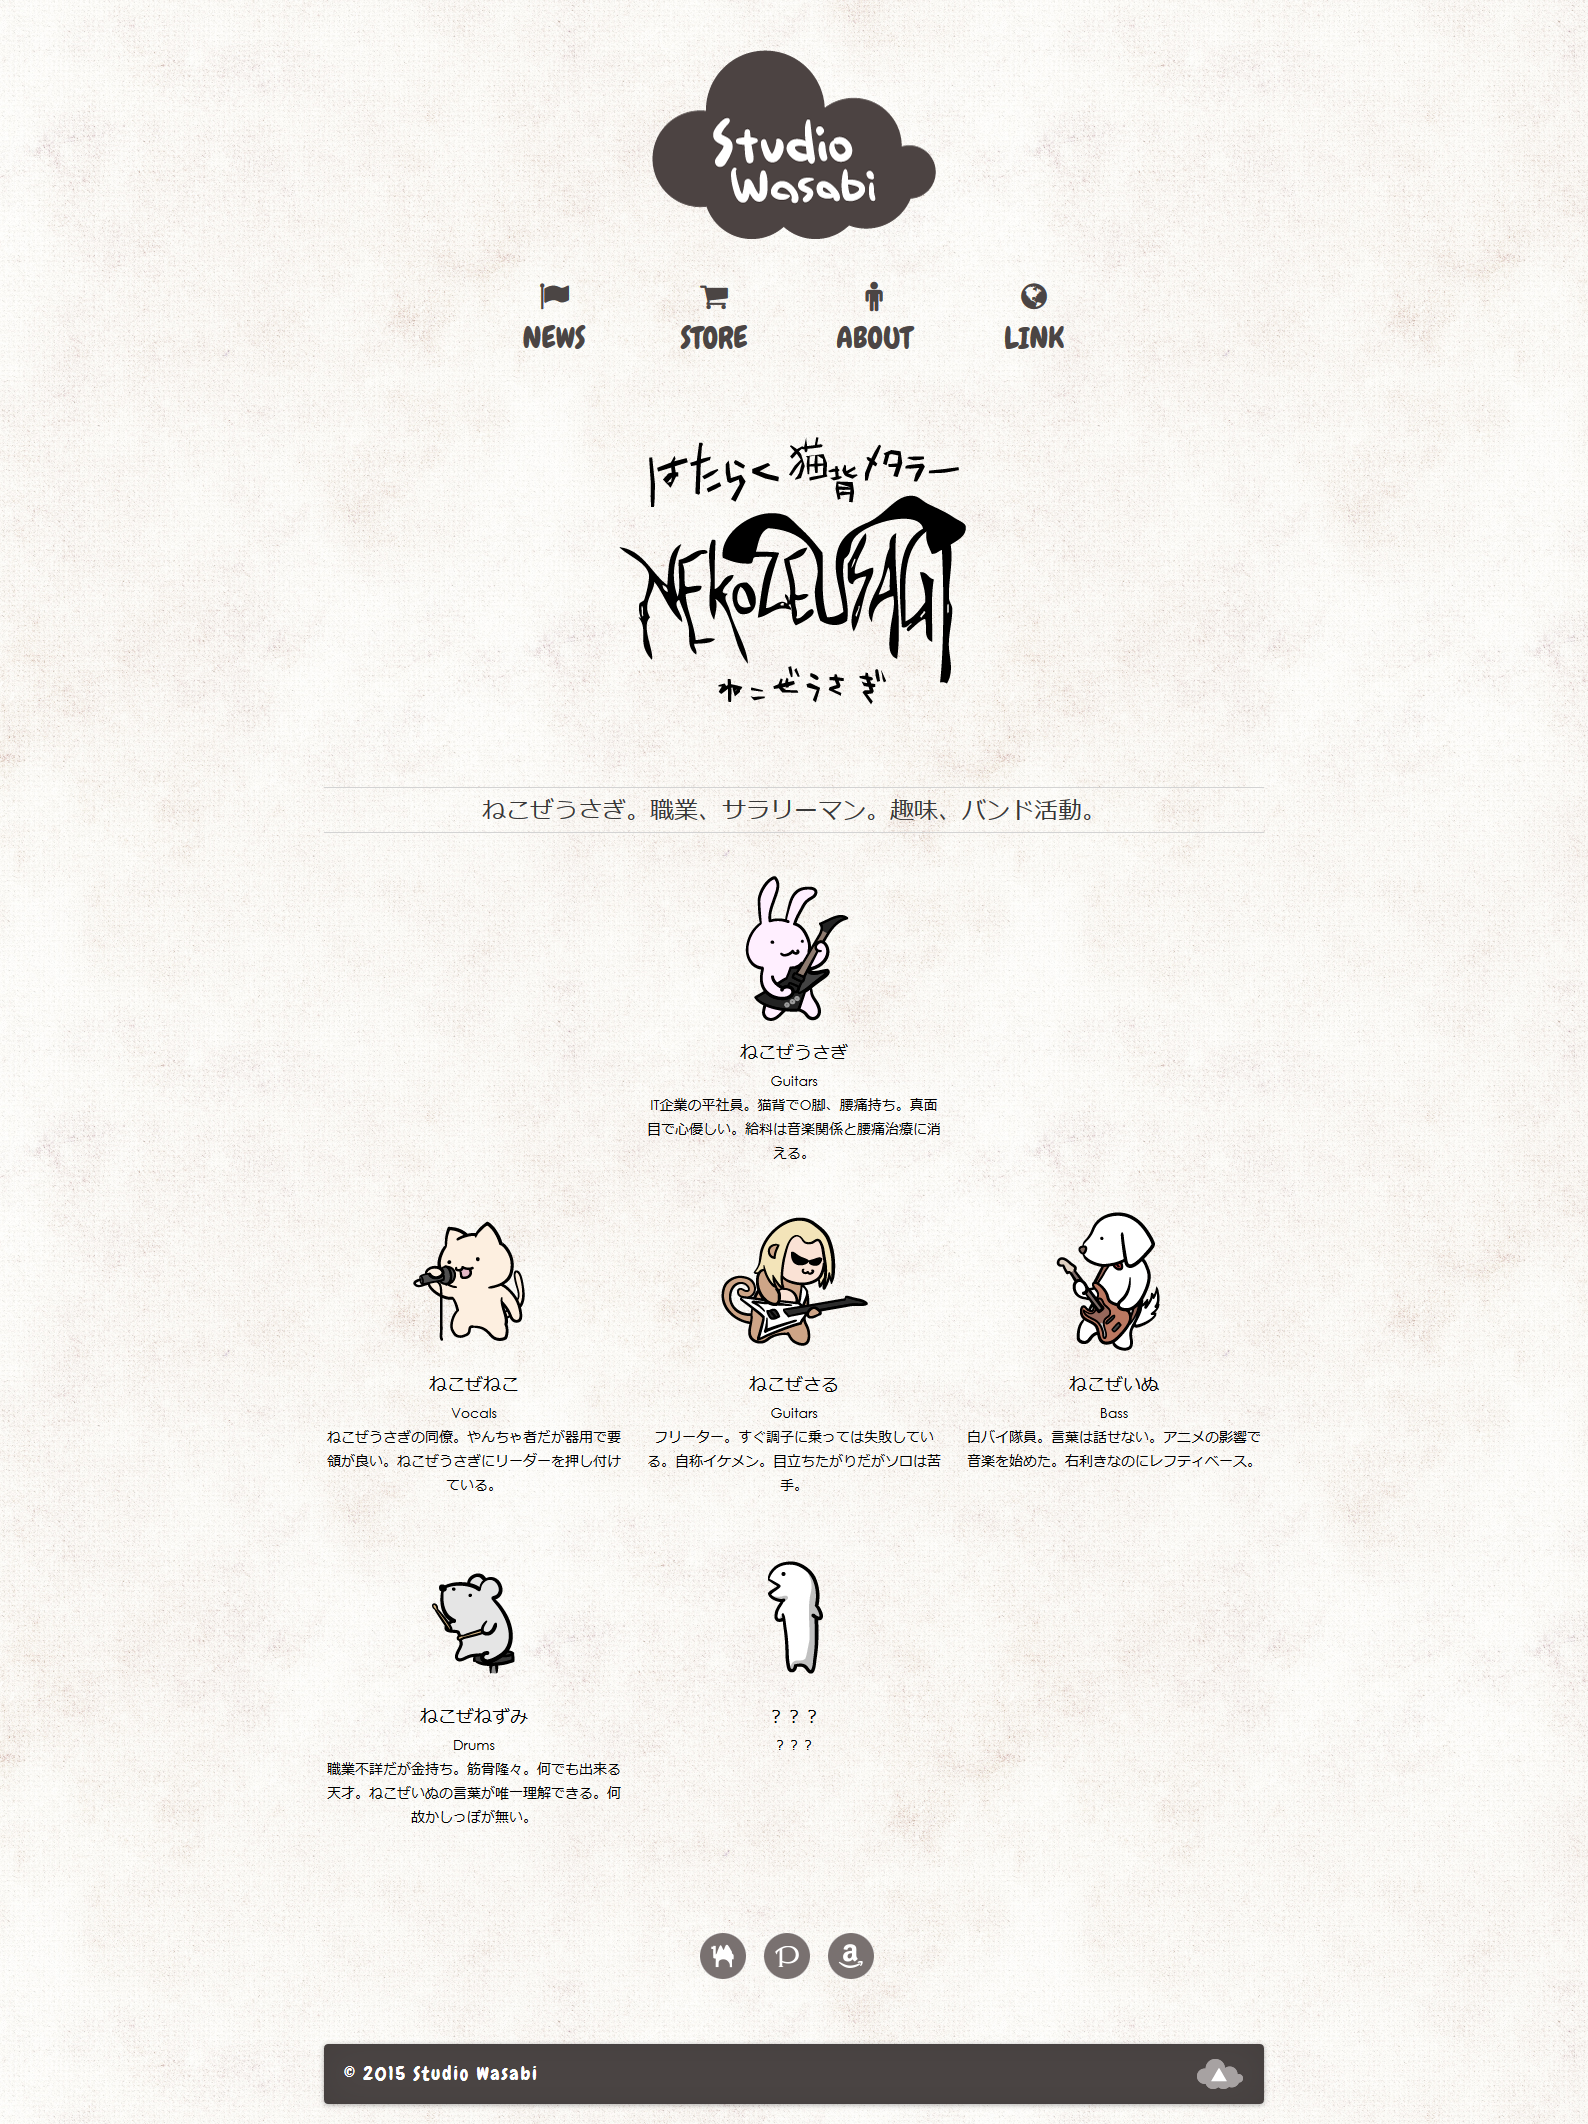 Studio
Wasabi
NEWS
STORE
ABOUT
LINK
はたらく猫背メタラー
NEKOZEUSAGI
ねこぜうさぎ
ねこぜうさぎ。職業、サラリーマン。趣味、バンド活動。
ねこぜうさぎ
Guitars
IT企業の平社員。猫背でO脚、腰痛持ち。真面
目で心優しい。給料は音楽関係と腰痛治療に消
える。
ねこぜねこ
Vocals
ねこぜうさぎの同僚。やんちゃ者だが器用で要
領が良い。ねこぜうさぎにリーダーを押し付け
ている。
ねこぜさる
Guitars
フリーター。すぐ調子に乗っては失敗してい
る。自称イケメン。目立ちたがりだがソロは苦
手。
ねこぜいぬ
Bass
白バイ隊員。言葉は話せない。アニメの影響で
音楽を始めた。右利きなのにレフティベース。
ねこぜねずみ
Drums
職業不詳だが金持ち。筋骨隆々。何でも出来る
天才。ねこぜいぬの言葉が唯一理解できる。何
故かしっぽが無い。
？？？
？？？
© 2015 Studio Wasabi